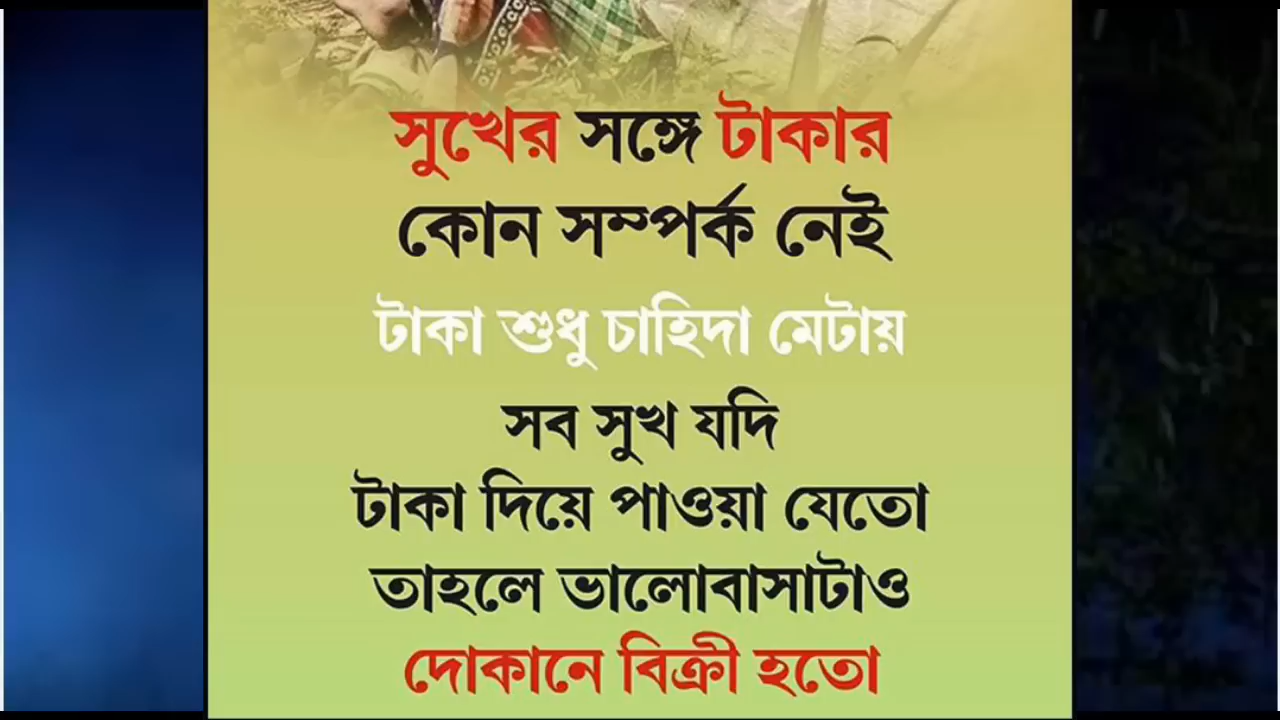 সুখের সঙ্গে টাকার
কোন সম্পর্ক নেই
টাকা শুধু চাহিদা মেটায়
সব সুখ যদি
টাকা দিয়ে পাওয়া যেতো
তাহলে ভালোবাসাটাও
দোকানে বিক্রী হতো